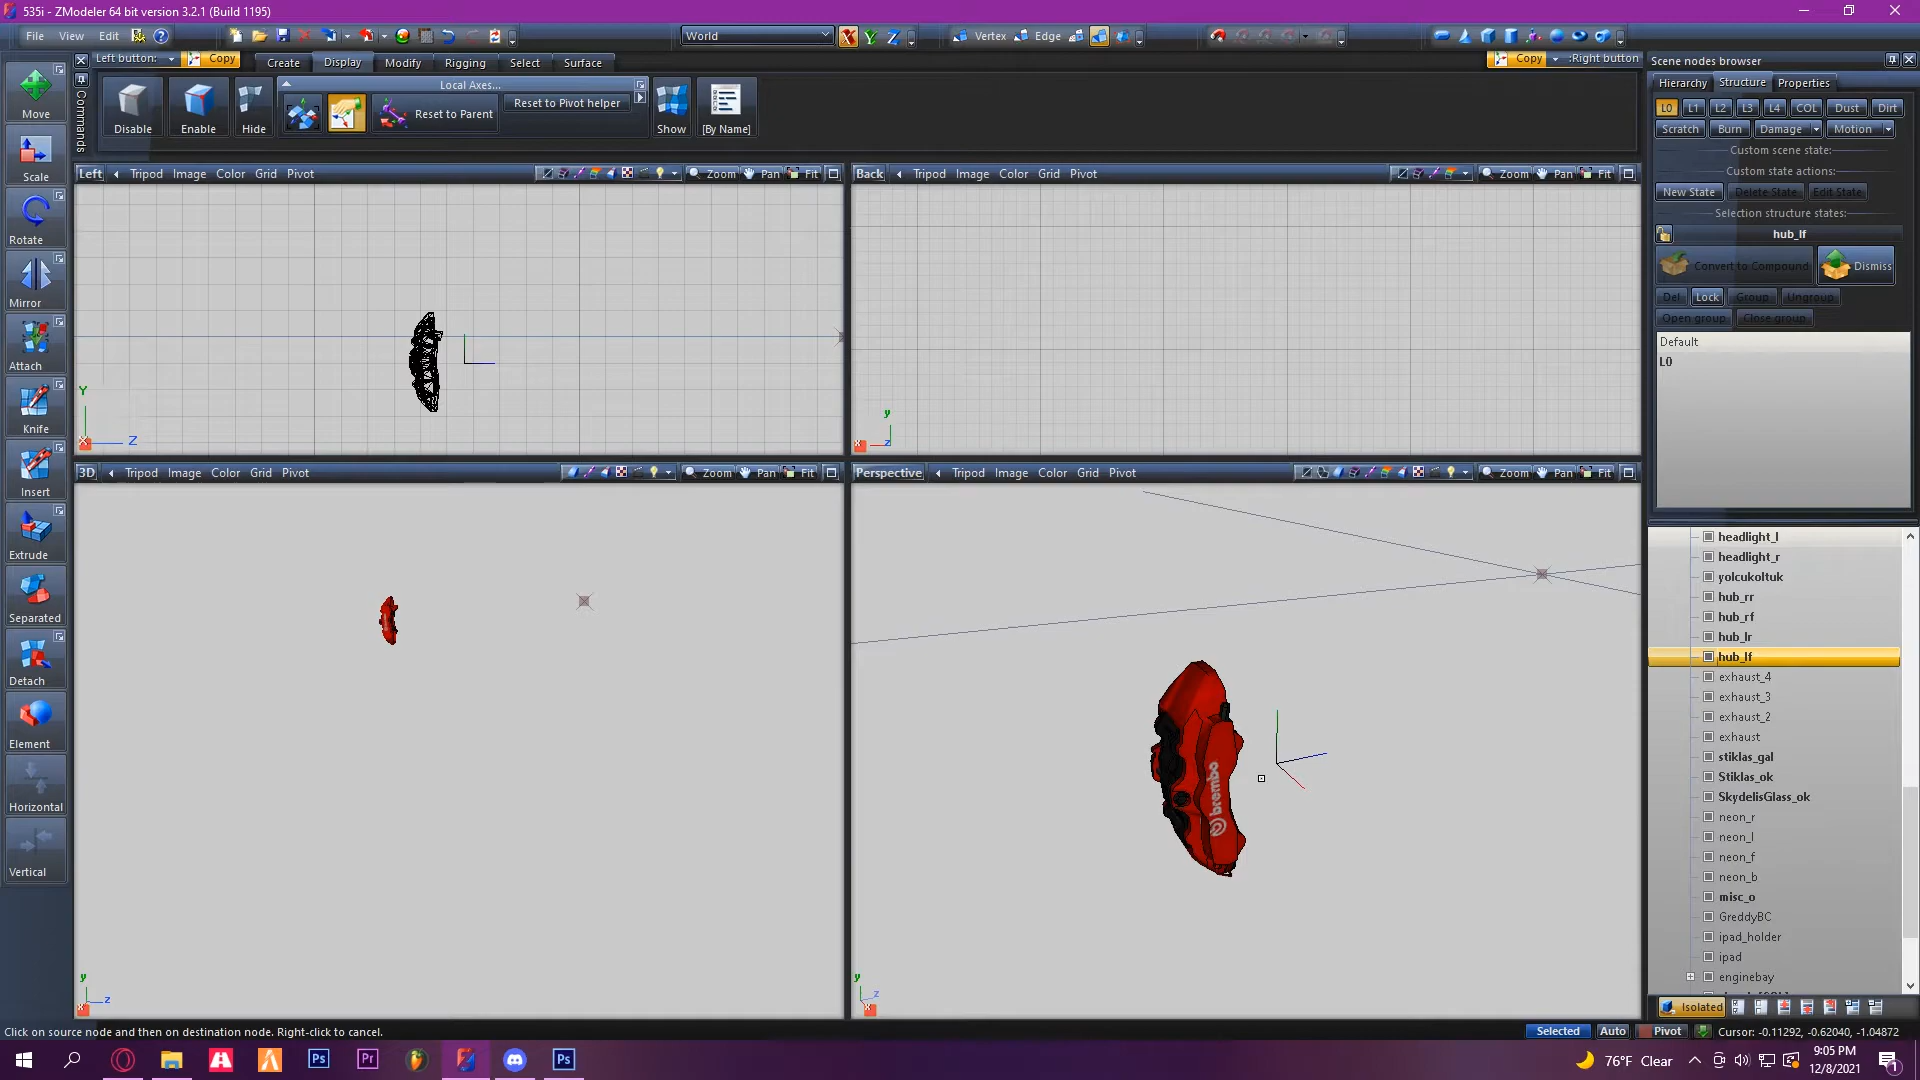 535i - ZModeler 64 bit version 3.2.1 (Build 1195)
File View Edit World X Y Z Vertex Edge
Left button: Copy Create Display Modify Rigging Select Surface Copy :Right button
Commands
Disable Enable Hide
Local Axes...
Reset to Parent Reset to Pivot helper
Show [By Name]
Move
Scale
Rotate
Mirror
Attach
Knife
Insert
Extrude
Separated
Detach
Element
Horizontal
Vertical
Left Tripod Image Color Grid Pivot Zoom Pan Fit
Y
Z
Back Tripod Image Color Grid Pivot Zoom Pan Fit
y
z
3D Tripod Image Color Grid Pivot Zoom Pan Fit
y
z
Perspective Tripod Image Color Grid Pivot Zoom Pan Fit
brembo
y
z
Scene nodes browser
Hierarchy Structure Properties
L0 L1 L2 L3 L4 COL Dust Dirt
Scratch Burn Damage Motion
Custom scene state:
Custom state actions:
New State Delete State Edit State
Selection structure states:
hub_lf
Convert to Compound Dismiss
Del Lock Group Ungroup
Open group Close group
Default
L0
headlight_l
headlight_r
yolcukoltuk
hub_rr
hub_rf
hub_lr
hub_lf
exhaust_4
exhaust_3
exhaust_2
exhaust
stiklas_gal
Stiklas_ok
SkydelisGlass_ok
neon_r
neon_l
neon_f
neon_b
misc_o
GreddyBC
ipad_holder
ipad
enginebay
Isolated
Click on source node and then on destination node. Right-click to cancel.
Selected Auto Pivot Cursor: -0.11292, -0.62040, -1.04872
Ps Pr Ps
76°F Clear
9:05 PM
12/8/2021
1